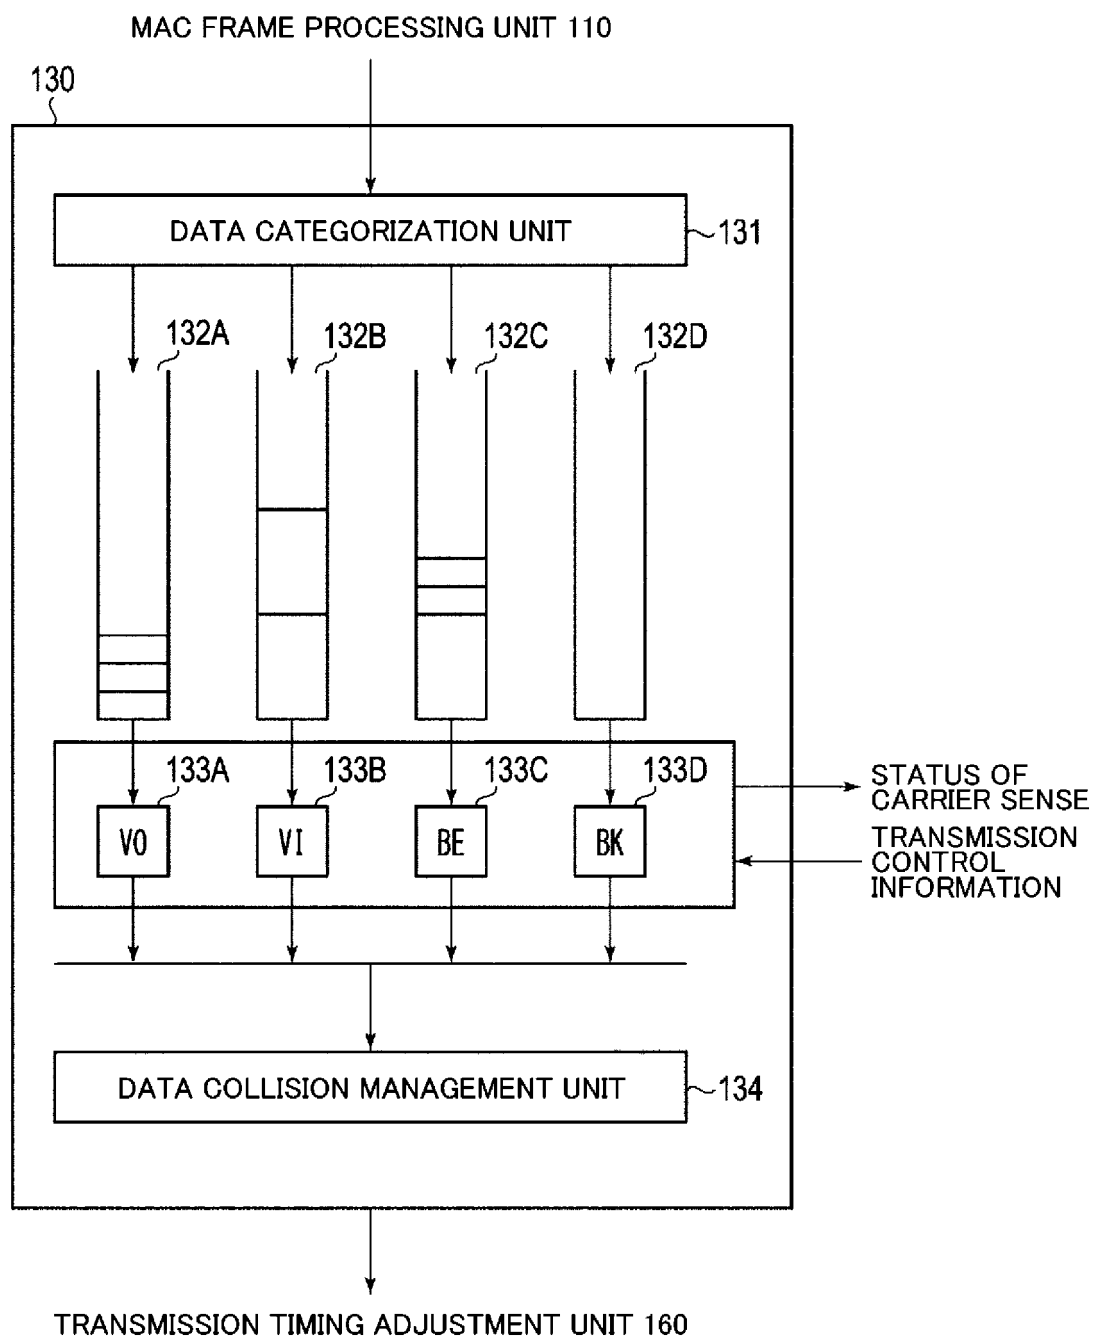 MAC FRAME PROCESSING UNIT 110
130
DATA CATEGORIZATION UNIT
131
132A
132B
132C
132D
133A
133B
133C
133D
VO
VI
BE
BK
STATUS OF
CARRIER SENSE
TRANSMISSION
CONTROL
INFORMATION
DATA COLLISION MANAGEMENT UNIT
134
TRANSMISSION TIMING ADJUSTMENT UNIT 160